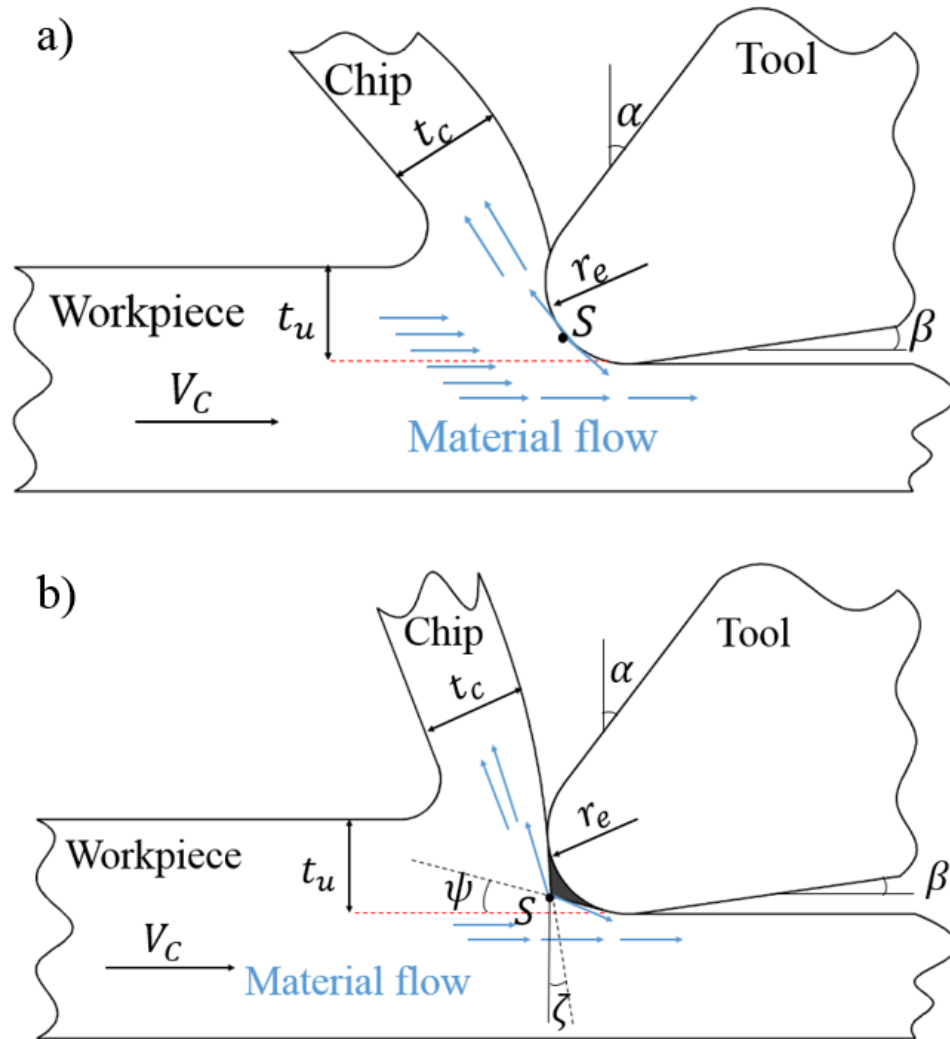 a)
Chip
Tool
t_c
α
r_e
S
Workpiece
t_u
β
V_C
Material flow
b)
Chip
Tool
t_c
α
r_e
Workpiece
t_u
ψ
S
β
V_C
Material flow
ζ